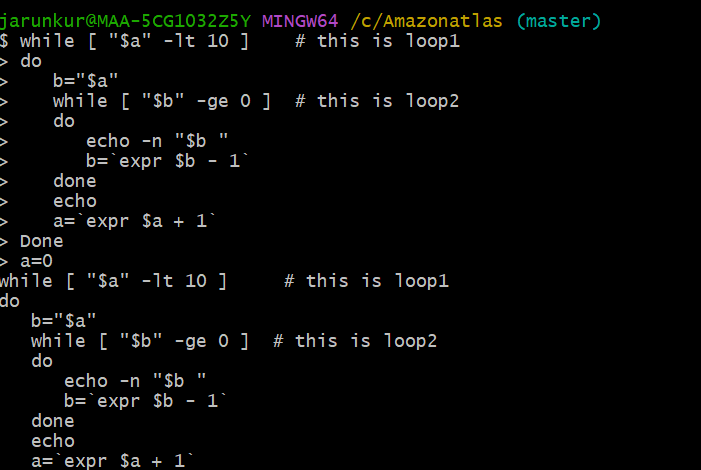 jarunkur@MAA-5CG1032Z5Y MINGW64 /c/Amazonatlas (master)
$ while [ "$a" -lt 10 ]    # this is loop1
> do
>    b="$a"
>    while [ "$b" -ge 0 ]  # this is loop2
>    do
>       echo -n "$b "
>       b=`expr $b - 1`
>    done
>    echo
>    a=`expr $a + 1`
> Done
> a=0
while [ "$a" -lt 10 ]     # this is loop1
do
   b="$a"
   while [ "$b" -ge 0 ]  # this is loop2
   do
      echo -n "$b "
      b=`expr $b - 1`
   done
   echo
   a=`expr $a + 1`